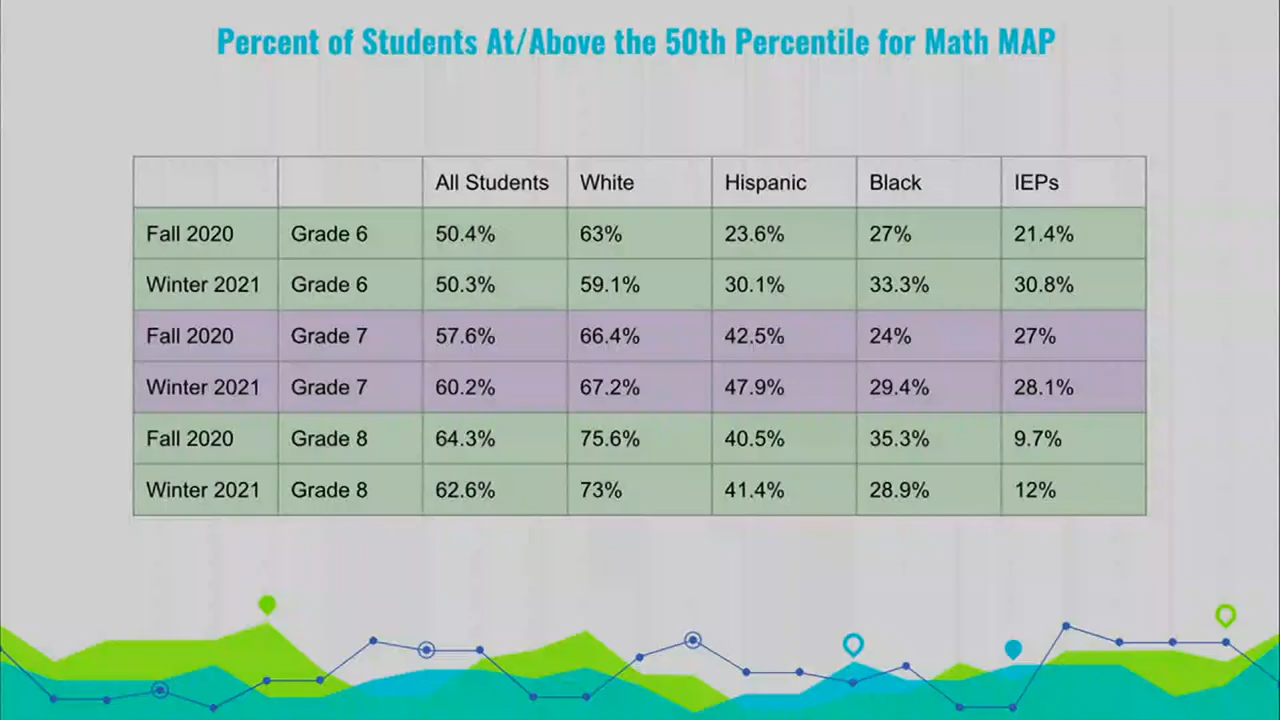 Percent of Students At/Above the 50th Percentile for Math MAP
All Students White Hispanic Black IEPs
Fall 2020 Grade 6 50.4% 63% 23.6% 27% 21.4%
Winter 2021 Grade 6 50.3% 59.1% 30.1% 33.3% 30.8%
Fall 2020 Grade 7 57.6% 66.4% 42.5% 24% 27%
Winter 2021 Grade 7 60.2% 67.2% 47.9% 29.4% 28.1%
Fall 2020 Grade 8 64.3% 75.6% 40.5% 35.3% 9.7%
Winter 2021 Grade 8 62.6% 73% 41.4% 28.9% 12%